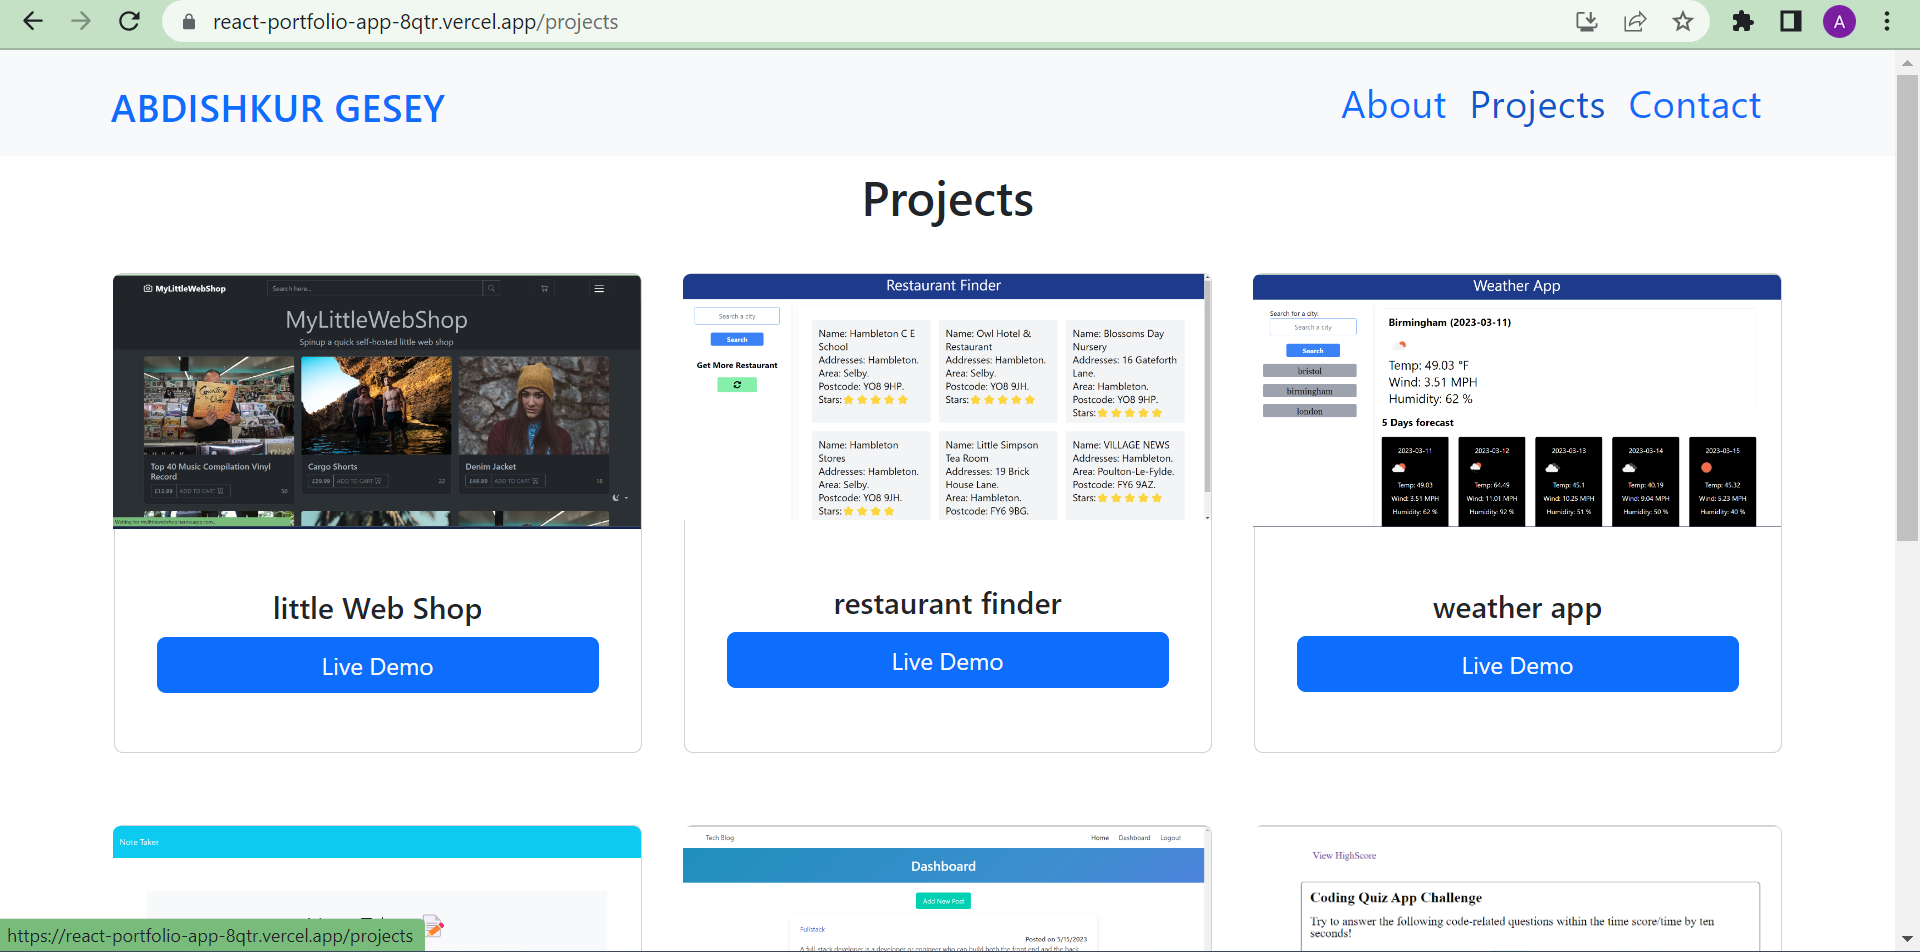 react-portfolio-app-8qtr.vercel.app/projects
A
ABDISHKUR GESEY
About Projects Contact
Projects
MyLittleWebShop
Search here...
MyLittleWebShop
Spinup a quick self-hosted little web shop
Top 40 Music Compilation Vinyl
Record
£12.99 ADD TO CART 50
Cargo Shorts
£29.99 ADD TO CART 22
Denim Jacket
£49.99 ADD TO CART 18
Waiting for mylittlewebshop.herokuapp.com...
little Web Shop
Live Demo
Restaurant Finder
Search a city
Search
Get More Restaurant
Name: Hambleton C E
School
Addresses: Hambleton.
Area: Selby.
Postcode: YO8 9HP.
Stars:
Name: Owl Hotel &
Restaurant
Addresses: Hambleton.
Area: Selby.
Postcode: YO8 9JH.
Stars:
Name: Blossoms Day
Nursery
Addresses: 16 Gateforth
Lane.
Area: Hambleton.
Postcode: YO8 9HP.
Stars:
Name: Hambleton
Stores
Addresses: Hambleton.
Area: Selby.
Postcode: YO8 9JH.
Stars:
Name: Little Simpson
Tea Room
Addresses: 19 Brick
House Lane.
Area: Hambleton.
Postcode: FY6 9BG.
Name: VILLAGE NEWS
Area: Poulton-Le-Fylde.
Postcode: FY6 9AZ.
Stars:
restaurant finder
Live Demo
Weather App
Search for a city:
Search a city
Search
bristol
birmingham
london
Birmingham (2023-03-11)
Temp: 49.03 °F
Wind: 3.51 MPH
Humidity: 62 %
5 Days forecast
2023-03-11
Temp: 49.03
Wind: 3.51 MPH
Humidity: 62 %
2023-03-12
Temp: 64.49
Wind: 11.01 MPH
Humidity: 92 %
2023-03-13
Temp: 45.1
Wind: 10.25 MPH
Humidity: 51 %
2023-03-14
Temp: 40.19
Wind: 9.04 MPH
Humidity: 50 %
2023-03-15
Temp: 45.32
Wind: 5.23 MPH
Humidity: 40 %
weather app
Live Demo
Note Taker
Tech Blog Home Dashboard Logout
Dashboard
Add New Post
Fullstack
Posted on 5/15/2023
A full-stack developer is a developer or engineer who can build both the front end and the back
View HighScore
Coding Quiz App Challenge
Try to answer the following code-related questions within the time score/time by ten
seconds!
https://react-portfolio-app-8qtr.vercel.app/projects